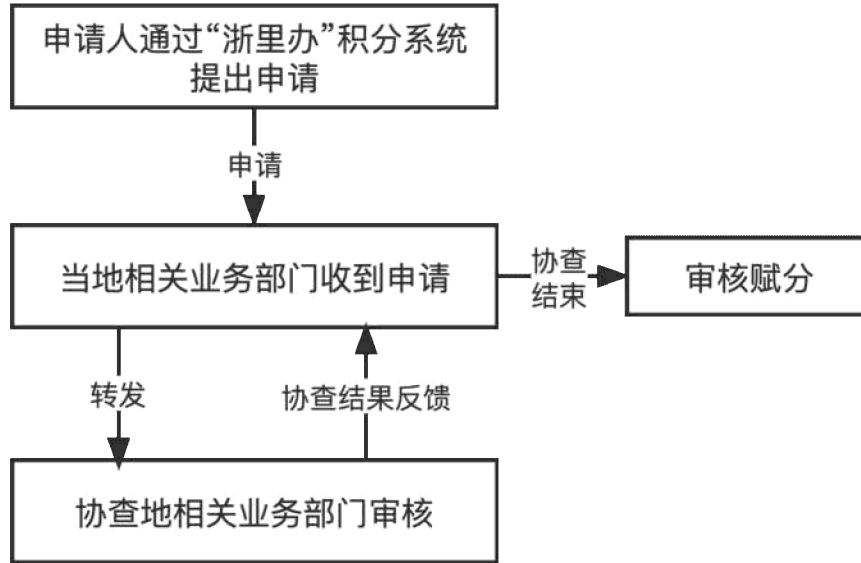 申请人通过“浙里办”积分系统
提出申请
申请
当地相关业务部门收到申请
协查
结束
审核赋分
转发
协查结果反馈
协查地相关业务部门审核